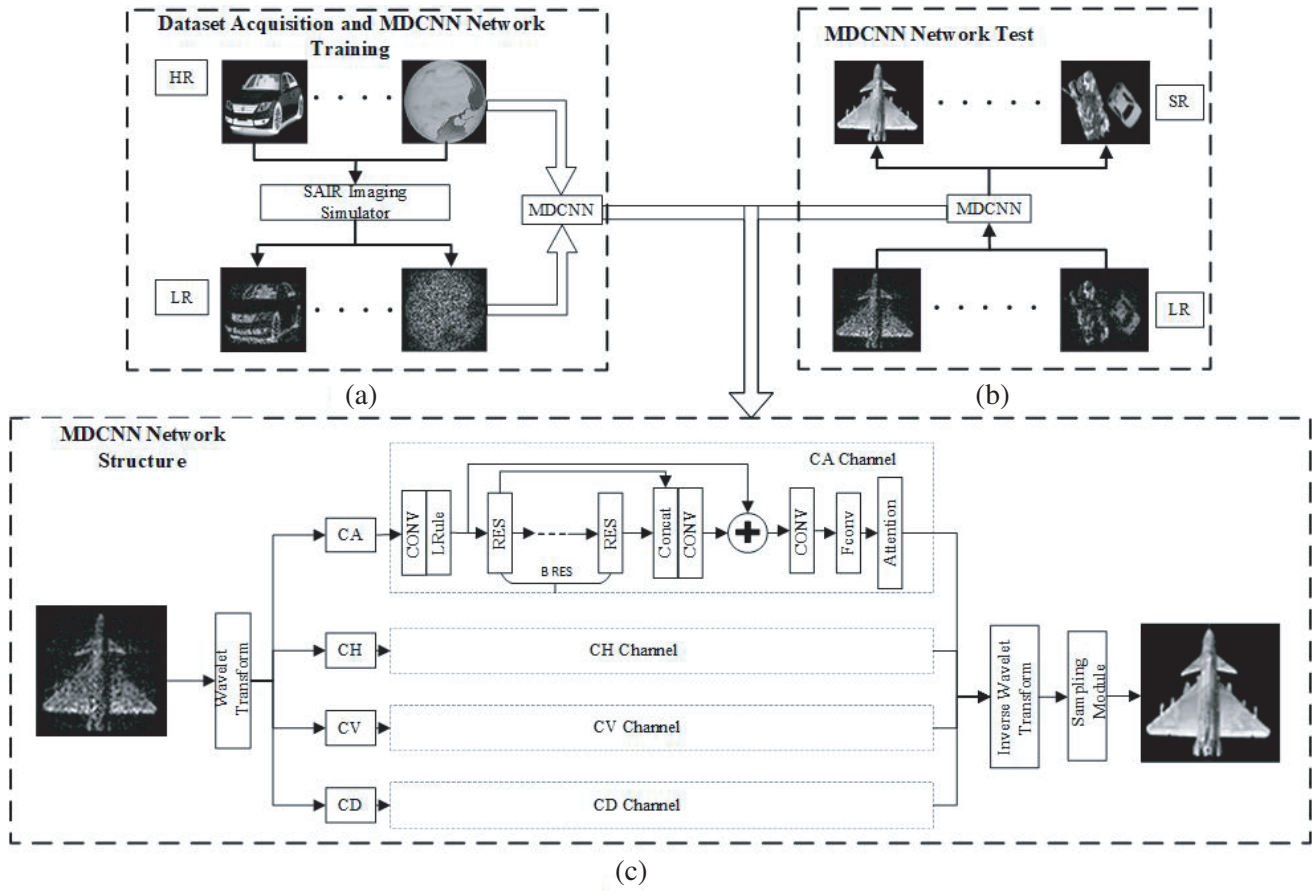 Dataset Acquisition and MDCNN Network
Training
HR
SAIR Imaging
Simulator
MDCNN
LR
(a)
MDCNN Network Test
SR
MDCNN
LR
(b)
MDCNN Network
Structure
CA Channel
CA
CONV
LRule
RES
RES
B RES
Concat
CONV
CONV
Fconv
Attention
Wavelet
Transform
CH
CH Channel
CV
CV Channel
CD
CD Channel
Inverse Wavelet
Transform
Sampling
Module
(c)